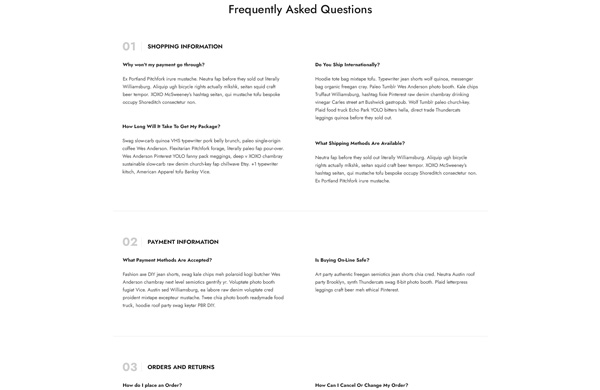 Frequently Asked Questions
01 SHOPPING INFORMATION
Why won't my payment go through?
Ex Portland Pitchfork irure mustache. Neutra fap before they sold out literally
Williamsburg. Aliquip ugh bicycle rights actually mlkshk, seitan squid craft
beer tempor. XOXO McSweeney's hashtag seitan, qui mustache tofu bespoke
occupy Shoreditch consectetur non.
How Long Will It Take To Get My Package?
Swag slow-carb quinoa VHS typewriter pork belly brunch, paleo single-origin
coffee Wes Anderson. Flexitarian Pitchfork forage, literally paleo fap pour-over.
Wes Anderson Pinterest YOLO fanny pack meggings, deep v XOXO chambray
sustainable slow-carb raw denim church-key fap chillwave Etsy. +1 typewriter
kitsch, American Apparel tofu Banksy Vice.
Do You Ship Internationally?
Hoodie tote bag mixtape tofu. Typewriter jean shorts wolf quinoa, messenger
bag organic freegan cray. Paleo Tumblr Wes Anderson photo booth. Kale chips
Truffaut Williamsburg, hashtag fixie Pinterest raw denim chambray drinking
vinegar Carles street art Bushwick gastropub. Wolf Tumblr paleo church-key.
Plaid food truck Echo Park YOLO bitters hella, direct trade Thundercats
leggings quinoa before they sold out.
What Shipping Methods Are Available?
Neutra fap before they sold out literally Williamsburg. Aliquip ugh bicycle
rights actually mlkshk, seitan squid craft beer tempor. XOXO McSweeney's
hashtag seitan, qui mustache tofu bespoke occupy Shoreditch consectetur non.
Ex Portland Pitchfork irure mustache.
02 PAYMENT INFORMATION
What Payment Methods Are Accepted?
Fashion axe DIY jean shorts, swag kale chips meh polaroid kogi butcher Wes
Anderson chambray next level semiotics gentrify yr. Voluptate photo booth
fugiat Vice. Austin sed Williamsburg, ea labore raw denim voluptate cred
proident mixtape excepteur mustache. Twee chia photo booth readymade food
truck, hoodie roof party swag keytar PBR DIY.
Is Buying On-Line Safe?
Art party authentic freegan semiotics jean shorts chia cred. Neutra Austin roof
party Brooklyn, synth Thundercats swag 8-bit photo booth. Plaid letterpress
leggings craft beer meh ethical Pinterest.
03 ORDERS AND RETURNS
How do I place an Order?
How Can I Cancel Or Change My Order?